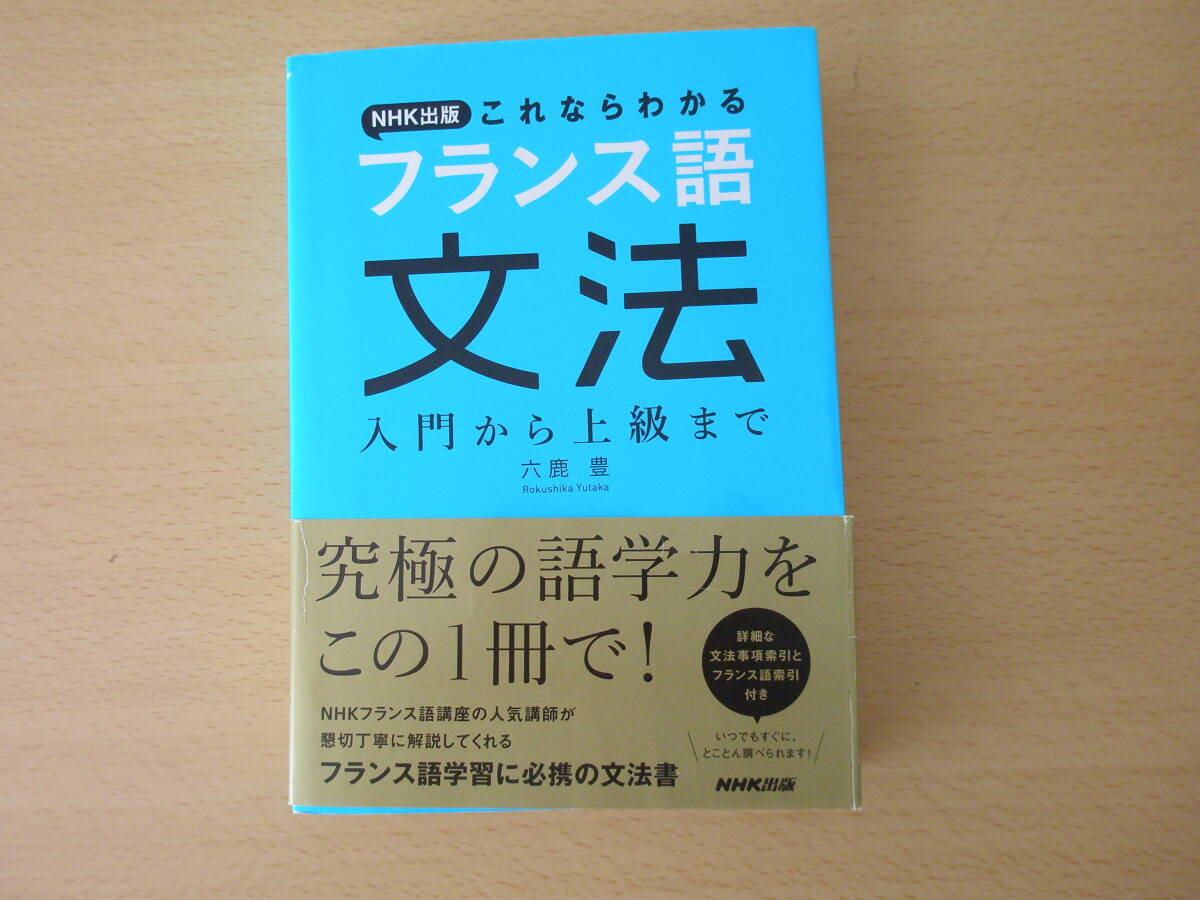 NHK出版 これならわかる
フランス語
文法
入門から上級まで
六鹿 豊
Rokushika Yutaka
究極の語学力を
この1冊で!
NHKフランス語講座の人気講師が
懇切丁寧に解説してくれる
フランス語学習に必携の文法書
詳細な
文法事項索引と
フランス語索引
付き
いつでもすぐに、
とことん調べられます!
NHK出版